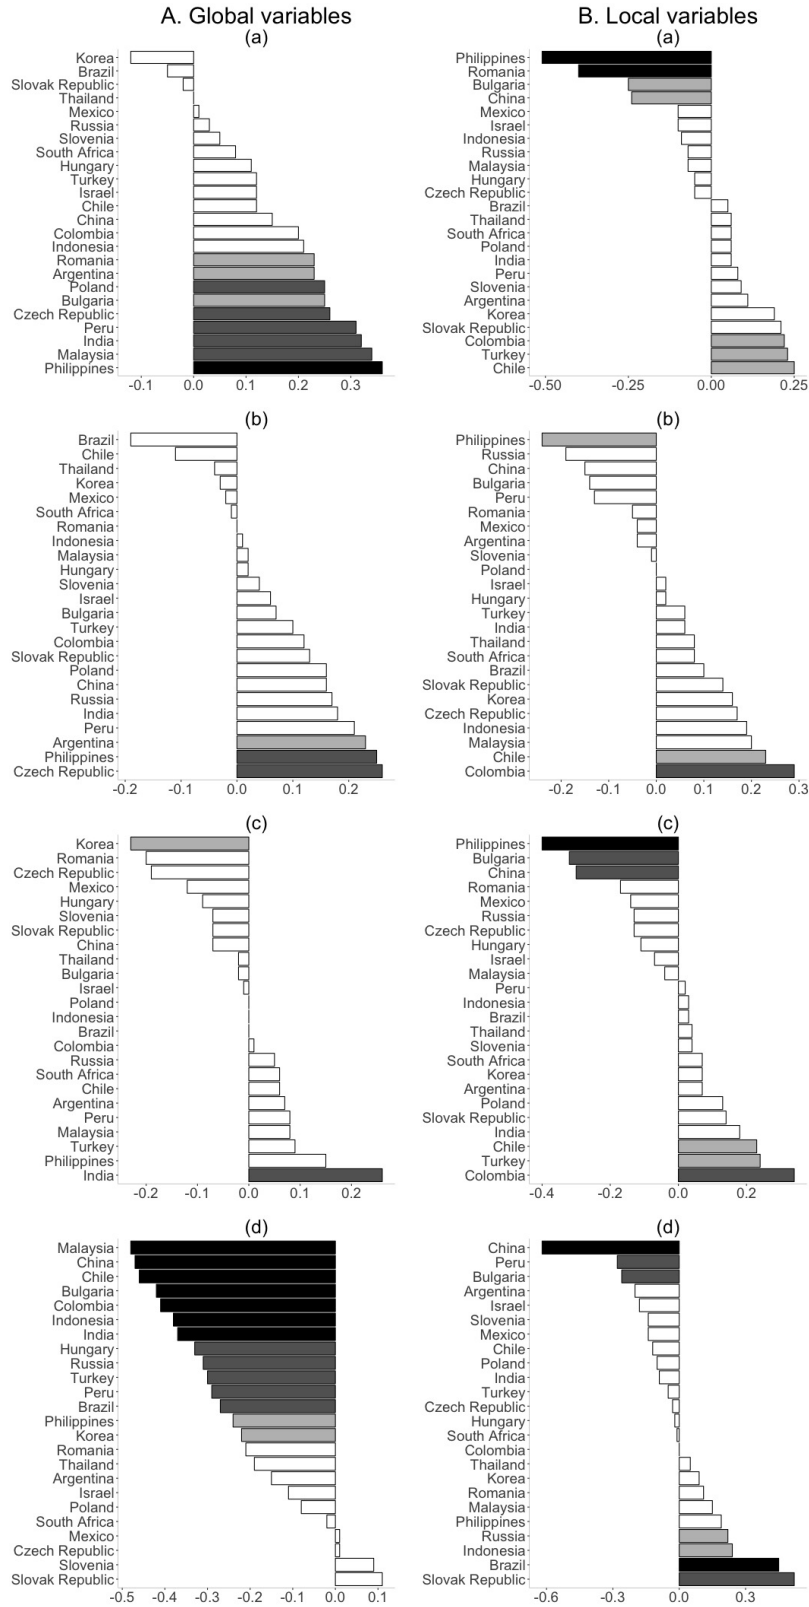 A. Global variables
(a)
Korea
Brazil
Slovak Republic
Thailand
Mexico
Russia
Slovenia
South Africa
Hungary
Turkey
Israel
Chile
China
Colombia
Indonesia
Romania
Argentina
Poland
Bulgaria
Czech Republic
Peru
India
Malaysia
Philippines
-0.1 0.0 0.1 0.2 0.3
(b)
Brazil
Chile
Thailand
Korea
Mexico
South Africa
Romania
Indonesia
Malaysia
Hungary
Slovenia
Israel
Bulgaria
Turkey
Colombia
Slovak Republic
Poland
China
Russia
India
Peru
Argentina
Philippines
Czech Republic
-0.2 -0.1 0.0 0.1 0.2
(c)
Korea
Romania
Czech Republic
Mexico
Hungary
Slovenia
Slovak Republic
China
Thailand
Bulgaria
Israel
Poland
Indonesia
Brazil
Colombia
Russia
South Africa
Chile
Argentina
Peru
Malaysia
Turkey
Philippines
India
-0.2 -0.1 0.0 0.1 0.2
(d)
Malaysia
China
Chile
Bulgaria
Colombia
Indonesia
India
Hungary
Russia
Turkey
Peru
Brazil
Philippines
Korea
Romania
Thailand
Argentina
Israel
Poland
South Africa
Mexico
Czech Republic
Slovenia
Slovak Republic
-0.5 -0.4 -0.3 -0.2 -0.1 0.0 0.1
B. Local variables
(a)
Philippines
Romania
Bulgaria
China
Mexico
Israel
Indonesia
Russia
Malaysia
Hungary
Czech Republic
Brazil
Thailand
South Africa
Poland
India
Peru
Slovenia
Argentina
Korea
Slovak Republic
Colombia
Turkey
Chile
-0.50 -0.25 0.00 0.25
(b)
Philippines
Russia
China
Bulgaria
Peru
Romania
Mexico
Argentina
Slovenia
Poland
Israel
Hungary
Turkey
India
Thailand
South Africa
Brazil
Slovak Republic
Korea
Czech Republic
Indonesia
Malaysia
Chile
Colombia
-0.2 -0.1 0.0 0.1 0.2 0.3
(c)
Philippines
Bulgaria
China
Romania
Mexico
Russia
Czech Republic
Hungary
Israel
Malaysia
Peru
Indonesia
Brazil
Thailand
Slovenia
South Africa
Korea
Argentina
Poland
Slovak Republic
India
Chile
Turkey
Colombia
-0.4 -0.2 0.0 0.2
(d)
China
Peru
Bulgaria
Argentina
Israel
Slovenia
Mexico
Chile
Poland
India
Turkey
Czech Republic
Hungary
South Africa
Colombia
Thailand
Korea
Romania
Malaysia
Philippines
Russia
Indonesia
Brazil
Slovak Republic
-0.6 -0.3 0.0 0.3